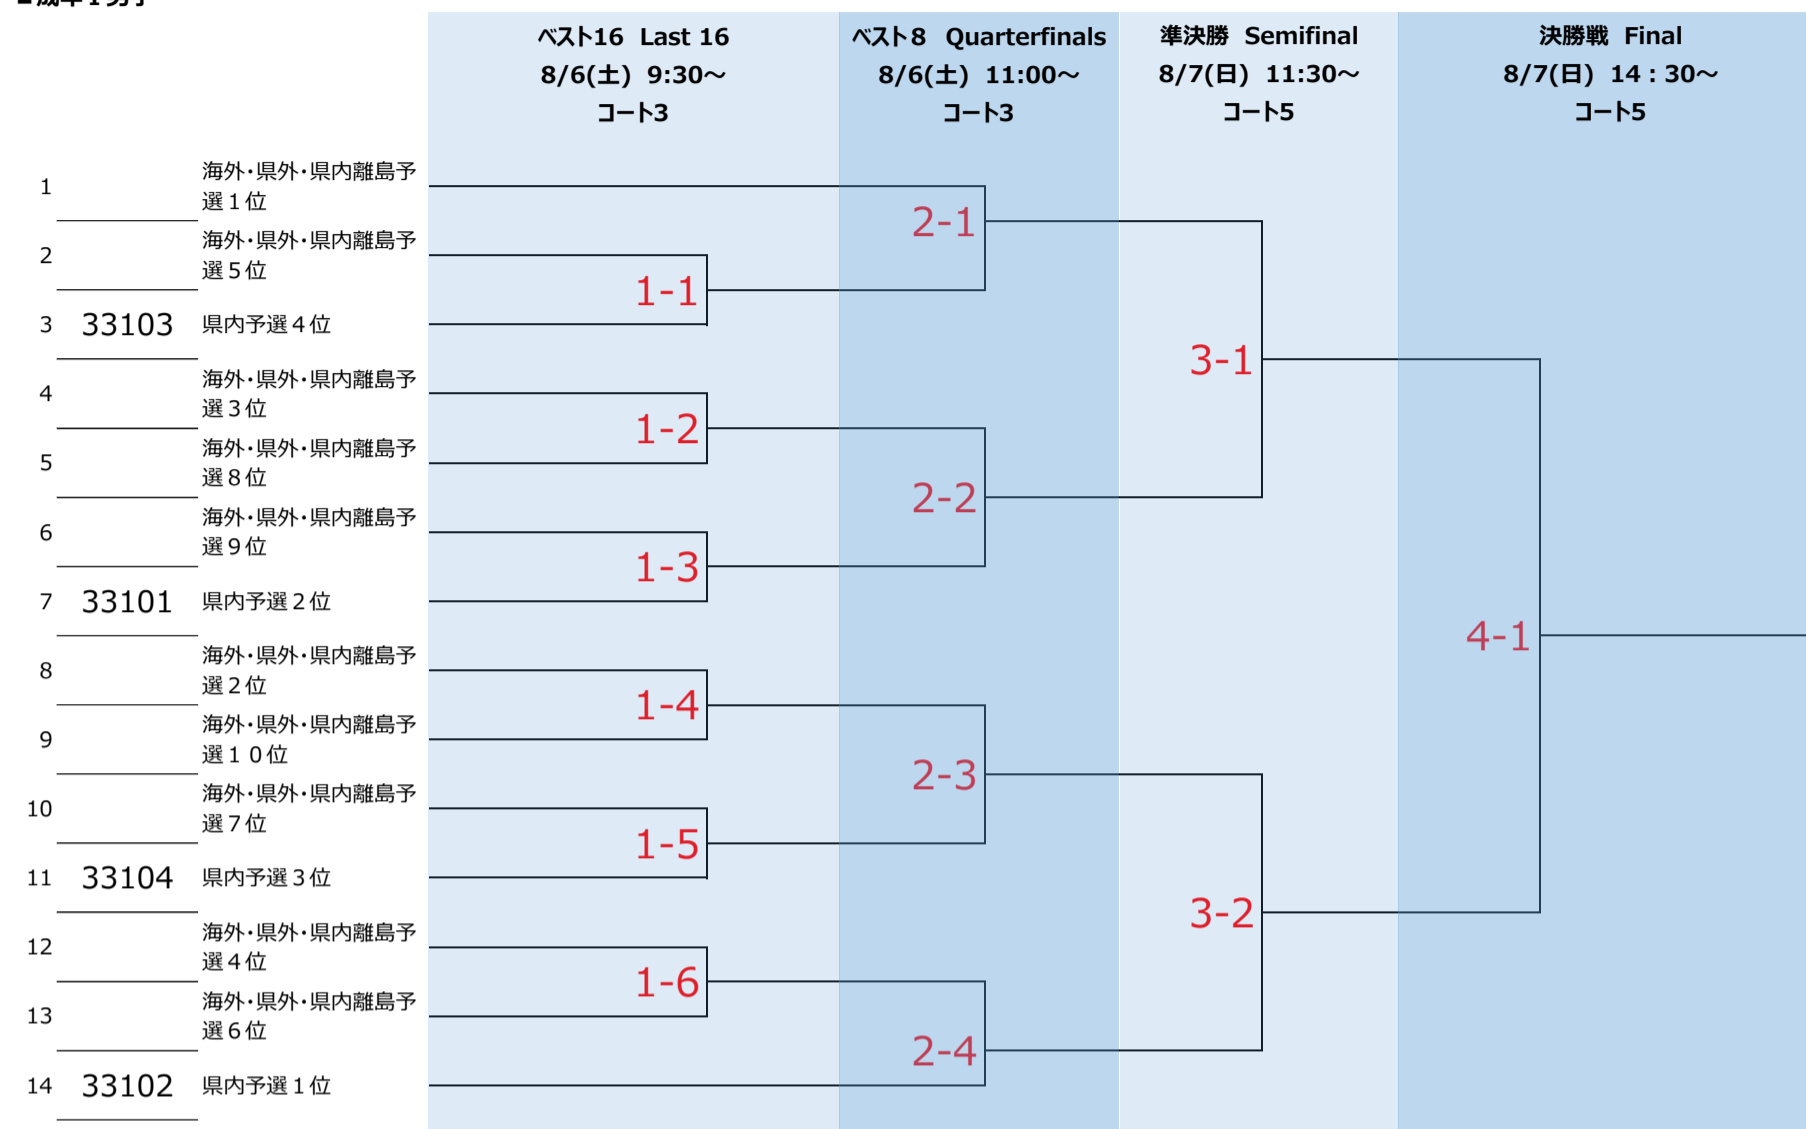 ベスト16 Last 16
8/6(土) 9:30～
コート3
ベスト8 Quarterfinals
8/6(土) 11:00～
コート3
準決勝 Semifinal
8/7(日) 11:30～
コート5
決勝戦 Final
8/7(日) 14：30～
コート5
1 海外・県外・県内離島予
選１位
2 海外・県外・県内離島予
選５位
3 33103 県内予選４位
4 海外・県外・県内離島予
選３位
5 海外・県外・県内離島予
選８位
6 海外・県外・県内離島予
選９位
7 33101 県内予選２位
8 海外・県外・県内離島予
選２位
9 海外・県外・県内離島予
選１０位
10 海外・県外・県内離島予
選７位
11 33104 県内予選３位
12 海外・県外・県内離島予
選４位
13 海外・県外・県内離島予
選６位
14 33102 県内予選１位
1-1
1-2
1-3
1-4
1-5
1-6
2-1
2-2
2-3
2-4
3-1
3-2
4-1